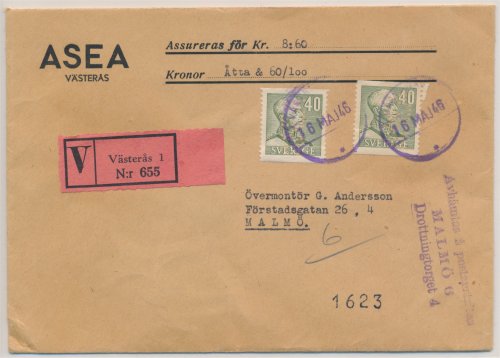 ASEA
VÄSTERÅS
Assureras för Kr. 8:60
Kronor Åtta & 60/100
40
SVERIGE
16 MAJ 46
40
SVERIGE
16 MAJ 46
V
Västerås 1
N:r 655
Övermontör G. Andersson
Förstadsgatan 26 , 4
MALMÖ.
6
1623
Avhämtas å
MALMÖ 6
Drottningtorget 4